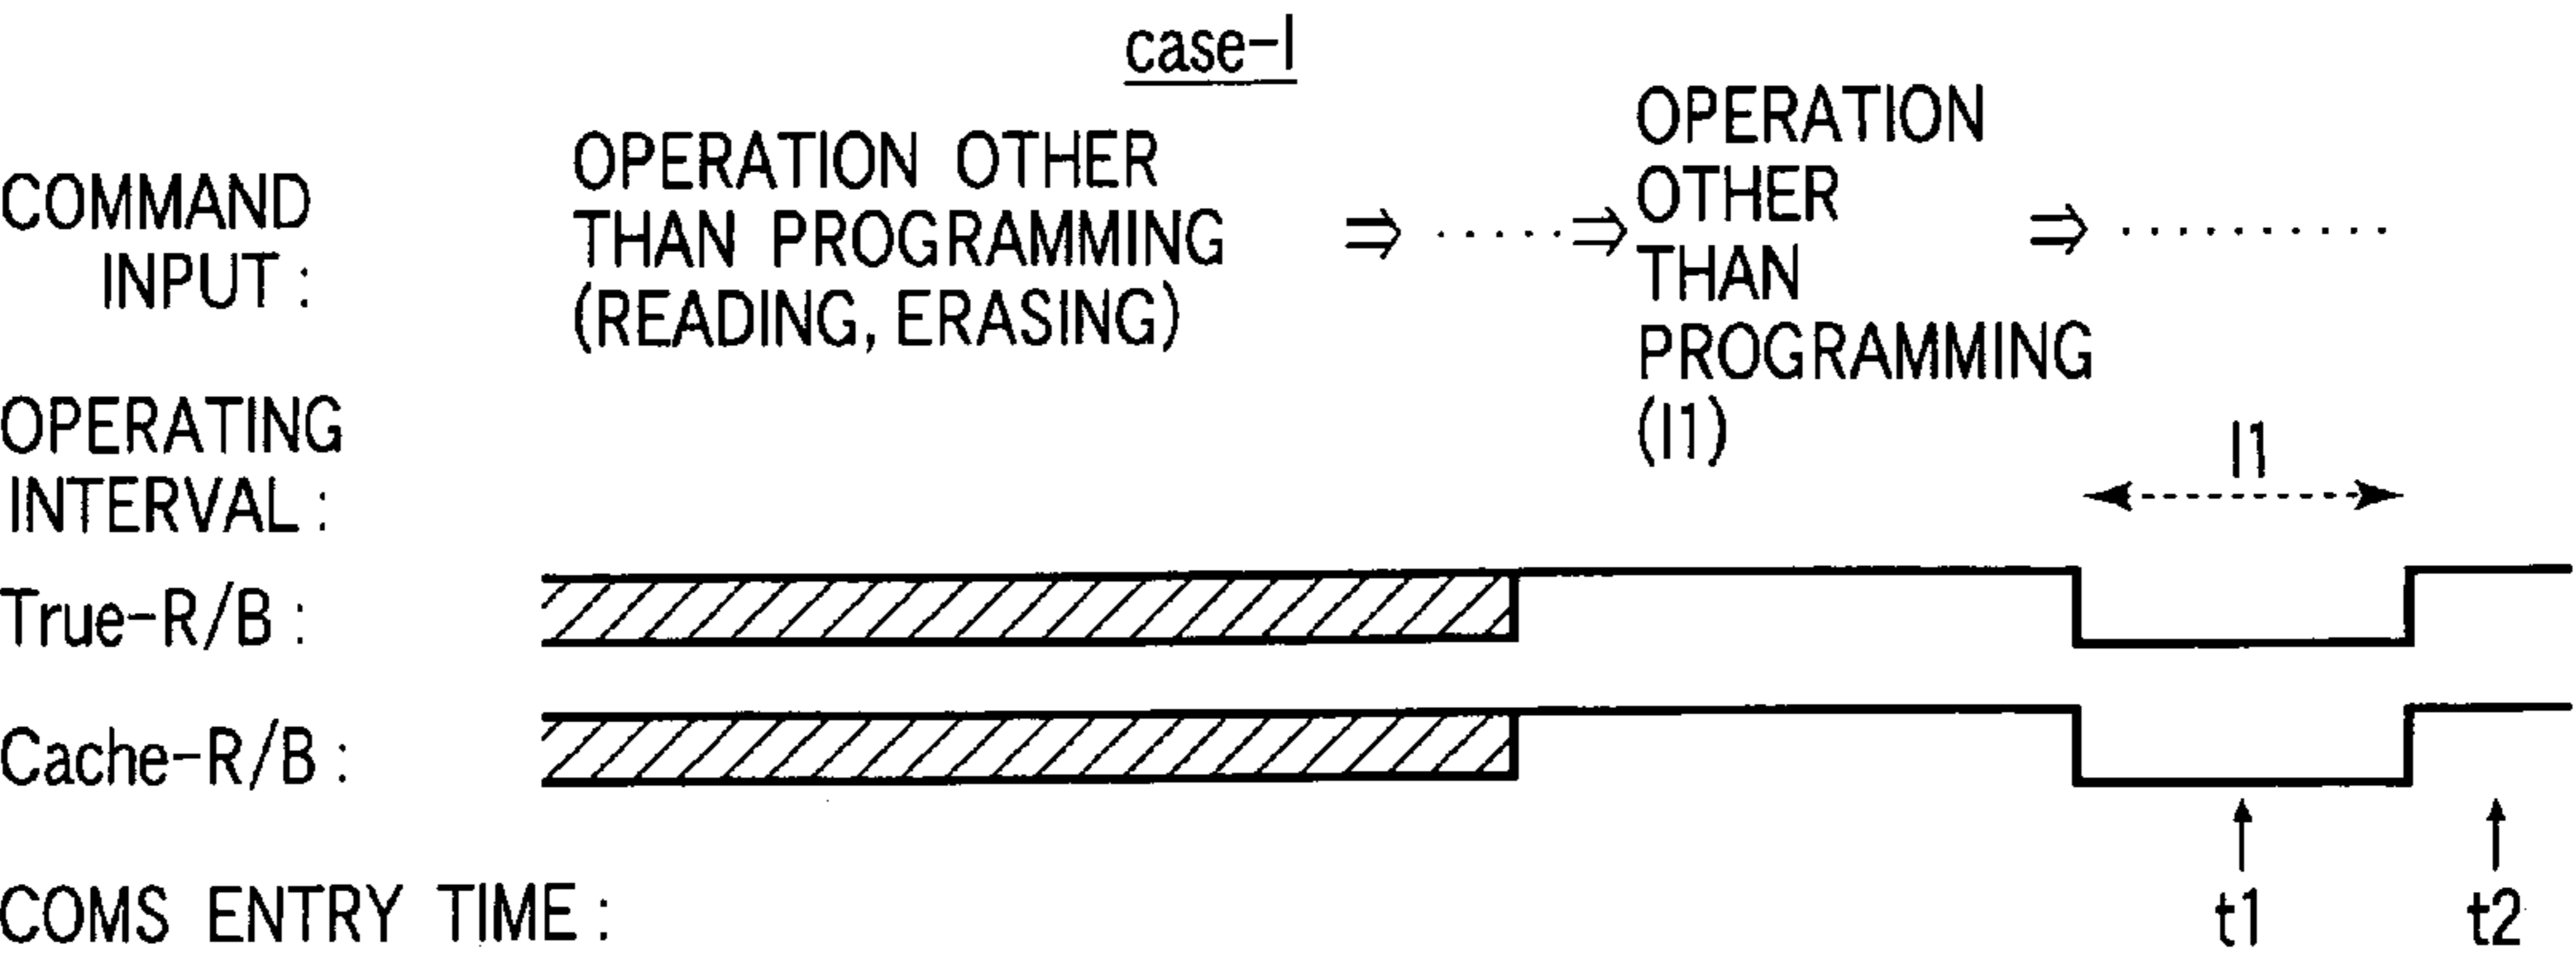 case-I
COMMAND
INPUT :
OPERATION OTHER
THAN PROGRAMMING
(READING, ERASING)
⇒ ····· ⇒
OPERATION
OTHER
THAN
PROGRAMMING
(I1)
⇒ ··········
OPERATING
INTERVAL :
I1
True-R/B :
Cache-R/B :
COMS ENTRY TIME :
t1
t2